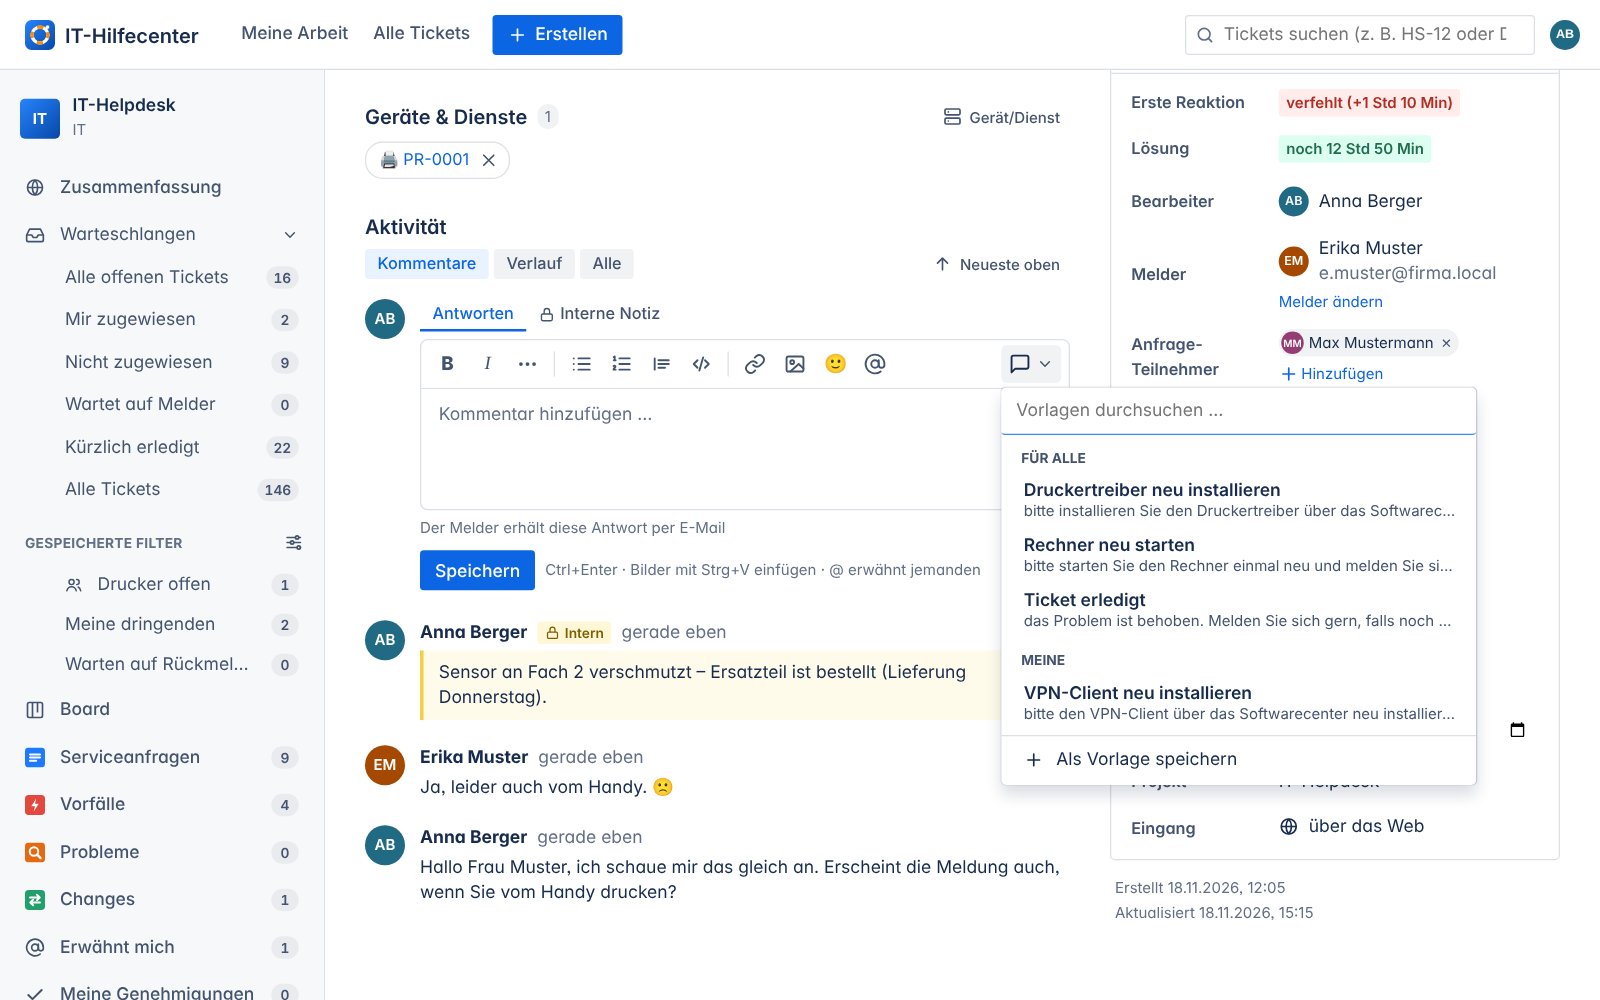 IT-Hilfecenter
Meine Arbeit
Alle Tickets
Erstellen
Tickets suchen (z. B. HS-12 oder D
AB
IT
IT-Helpdesk
IT
Zusammenfassung
Warteschlangen
Alle offenen Tickets 16
Mir zugewiesen 2
Nicht zugewiesen 9
Wartet auf Melder 0
Kürzlich erledigt 22
Alle Tickets 146
GESPEICHERTE FILTER
Drucker offen 1
Meine dringenden 2
Warten auf Rückmel... 0
Board
Serviceanfragen 9
Vorfälle 4
Probleme 0
Changes 1
Erwähnt mich 1
Meine Genehmigungen 0
Geräte & Dienste 1
Gerät/Dienst
PR-0001
Aktivität
Kommentare
Verlauf
Alle
Neueste oben
AB
Antworten
Interne Notiz
Kommentar hinzufügen ...
Der Melder erhält diese Antwort per E-Mail
Speichern
Ctrl+Enter · Bilder mit Strg+V einfügen · @ erwähnt jemanden
AB
Anna Berger Intern gerade eben
Sensor an Fach 2 verschmutzt – Ersatzteil ist bestellt (Lieferung
Donnerstag).
EM
Erika Muster gerade eben
Ja, leider auch vom Handy.
AB
Anna Berger gerade eben
Hallo Frau Muster, ich schaue mir das gleich an. Erscheint die Meldung auch,
wenn Sie vom Handy drucken?
Vorlagen durchsuchen ...
FÜR ALLE
Druckertreiber neu installieren
bitte installieren Sie den Druckertreiber über das Softwarec...
Rechner neu starten
bitte starten Sie den Rechner einmal neu und melden Sie si...
Ticket erledigt
das Problem ist behoben. Melden Sie sich gern, falls noch ...
MEINE
VPN-Client neu installieren
bitte den VPN-Client über das Softwarecenter neu installier...
Als Vorlage speichern
Erste Reaktion verfehlt (+1 Std 10 Min)
Lösung noch 12 Std 50 Min
Bearbeiter AB Anna Berger
Melder EM Erika Muster
e.muster@firma.local
Melder ändern
Anfrage-
Teilnehmer
MM Max Mustermann
Hinzufügen
Projekt IT-Helpdesk
Eingang über das Web
Erstellt 18.11.2026, 12:05
Aktualisiert 18.11.2026, 15:15